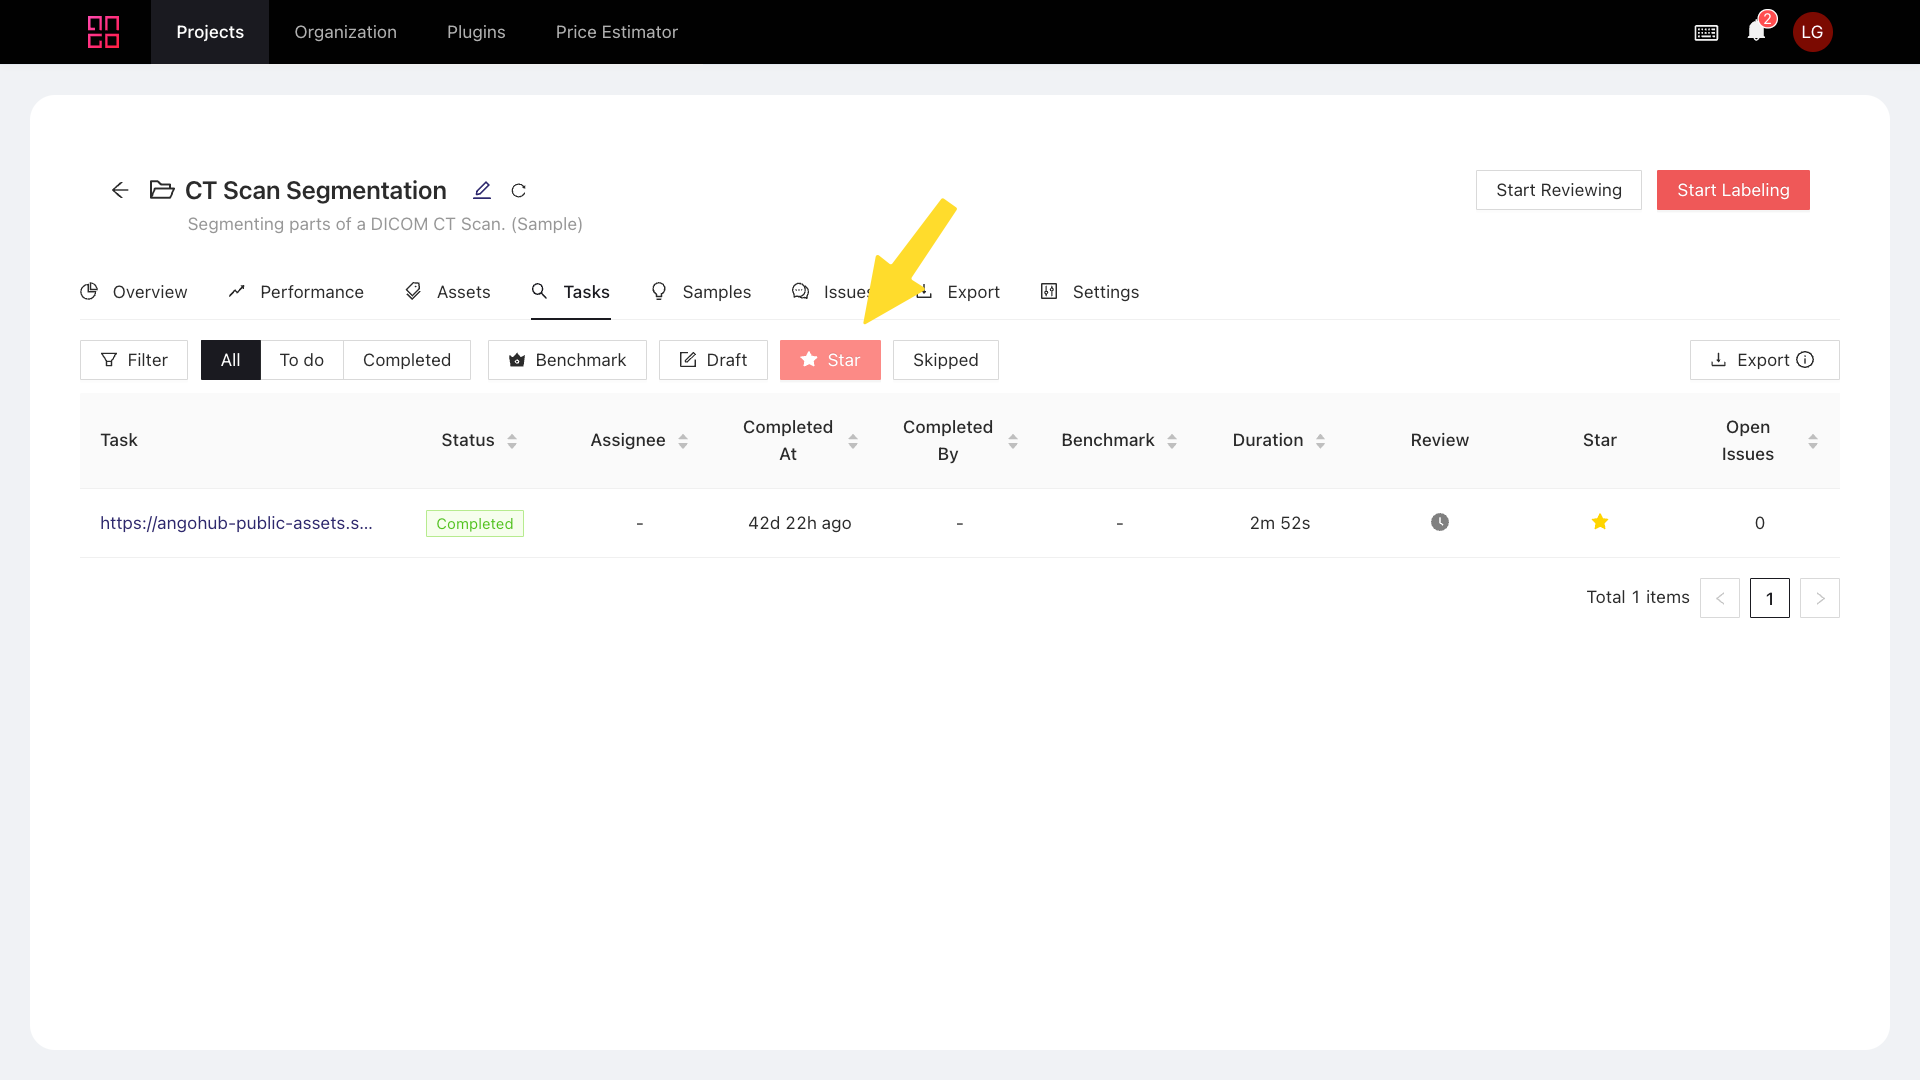 Projects Organization Plugins Price Estimator 2 LG
CT Scan Segmentation
Segmenting parts of a DICOM CT Scan. (Sample)
Start Reviewing Start Labeling
Overview Performance Assets Tasks Samples Issues Export Settings
Filter All To do Completed Benchmark Draft Star Skipped Export
Task Status Assignee Completed At Completed By Benchmark Duration Review Star Open Issues
https://angohub-public-assets.s... Completed - 42d 22h ago - - 2m 52s 0
Total 1 items < 1 >